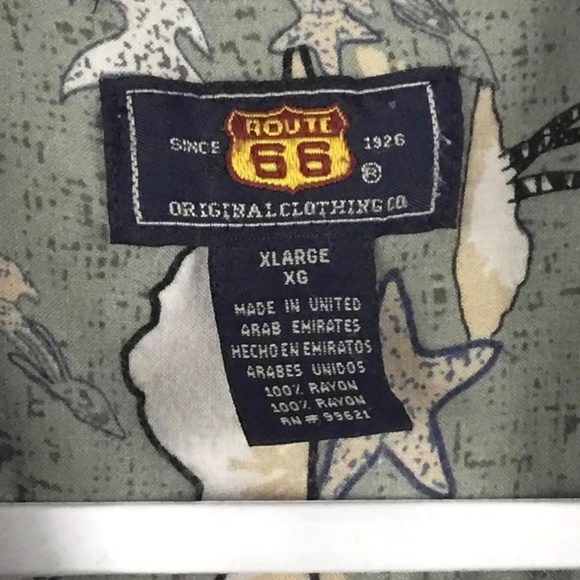 ROUTE
SINCE 66 ® 1926
ORIGINAL CLOTHING CO.
XLARGE
XG
MADE IN UNITED
ARAB EMIRATES
HECHO EN EMIRATOS
ARABES UNIDOS
100% RAYON
100% RAYON
RN # 99621